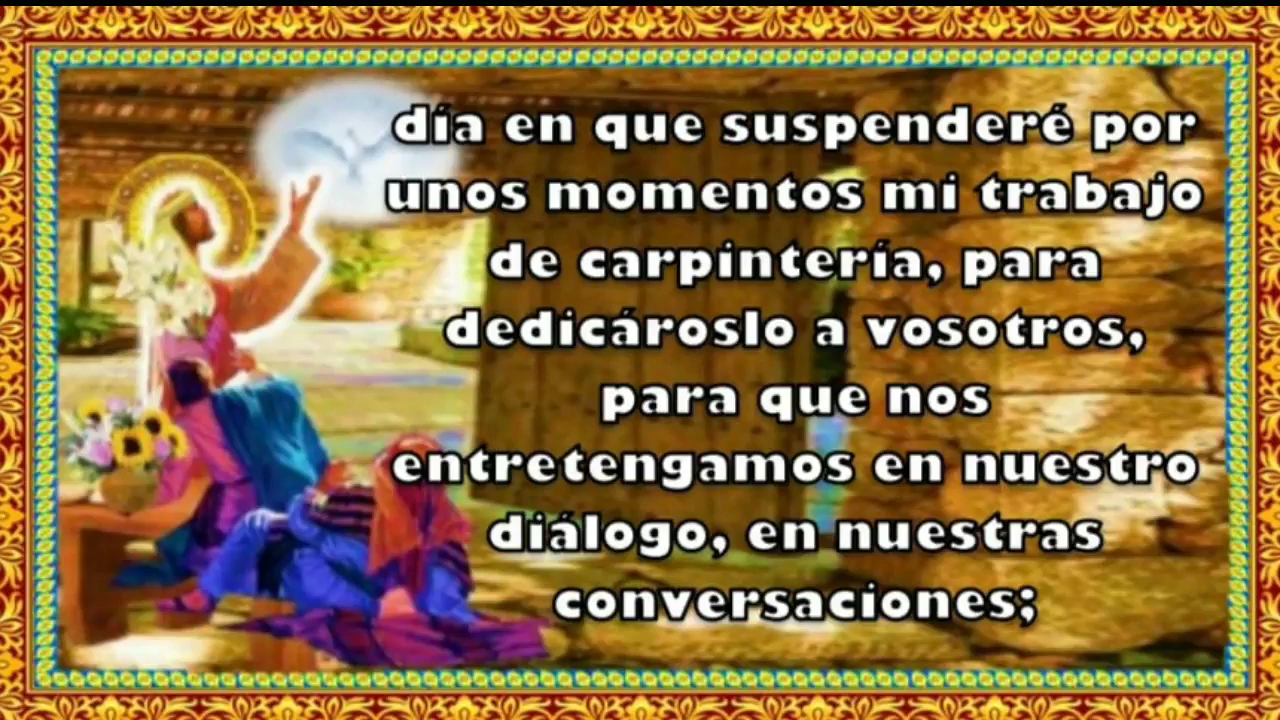 día en que suspenderé por
unos momentos mi trabajo
de carpintería, para
dedicároslo a vosotros,
para que nos
entretengamos en nuestro
diálogo, en nuestras
conversaciones;